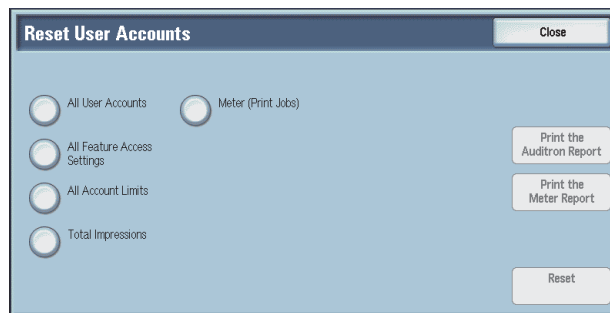 Reset User Accounts
Close
All User Accounts
Meter (Print Jobs)
All Feature Access
Settings
All Account Limits
Total Impressions
Print the
Auditron Report
Print the
Meter Report
Reset